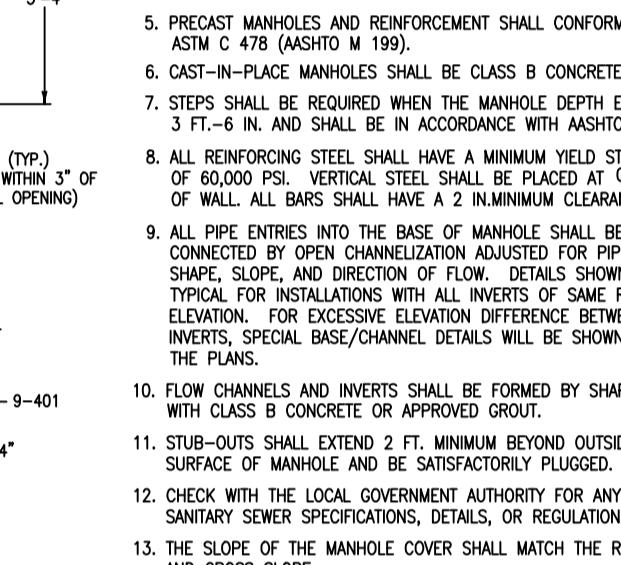 5. PRECAST MANHOLES AND REINFORCEMENT SHALL CONFORM
ASTM C 478 (AASHTO M 199).
6. CAST-IN-PLACE MANHOLES SHALL BE CLASS B CONCRETE
7. STEPS SHALL BE REQUIRED WHEN THE MANHOLE DEPTH E
3 FT.-6 IN. AND SHALL BE IN ACCORDANCE WITH AASHTO
(TYP.)
WITHIN 3" OF
OPENING)
8. ALL REINFORCING STEEL SHALL HAVE A MINIMUM YIELD ST
OF 60,000 PSI. VERTICAL STEEL SHALL BE PLACED AT
OF WALL. ALL BARS SHALL HAVE A 2 IN.MINIMUM CLEARA
9. ALL PIPE ENTRIES INTO THE BASE OF MANHOLE SHALL BE
CONNECTED BY OPEN CHANNELIZATION ADJUSTED FOR PIP
SHAPE, SLOPE, AND DIRECTION OF FLOW. DETAILS SHOWN
TYPICAL FOR INSTALLATIONS WITH ALL INVERTS OF SAME
ELEVATION. FOR EXCESSIVE ELEVATION DIFFERENCE BETWE
INVERTS, SPECIAL BASE/CHANNEL DETAILS WILL BE SHOWN
THE PLANS.
- 9-401
4"
10. FLOW CHANNELS AND INVERTS SHALL BE FORMED BY SHA
WITH CLASS B CONCRETE OR APPROVED GROUT.
11. STUB-OUTS SHALL EXTEND 2 FT. MINIMUM BEYOND OUTSID
SURFACE OF MANHOLE AND BE SATISFACTORILY PLUGGED.
12. CHECK WITH THE LOCAL GOVERNMENT AUTHORITY FOR ANY
SANITARY SEWER SPECIFICATIONS, DETAILS, OR REGULATION
13. THE SLOPE OF THE MANHOLE COVER SHALL MATCH THE R